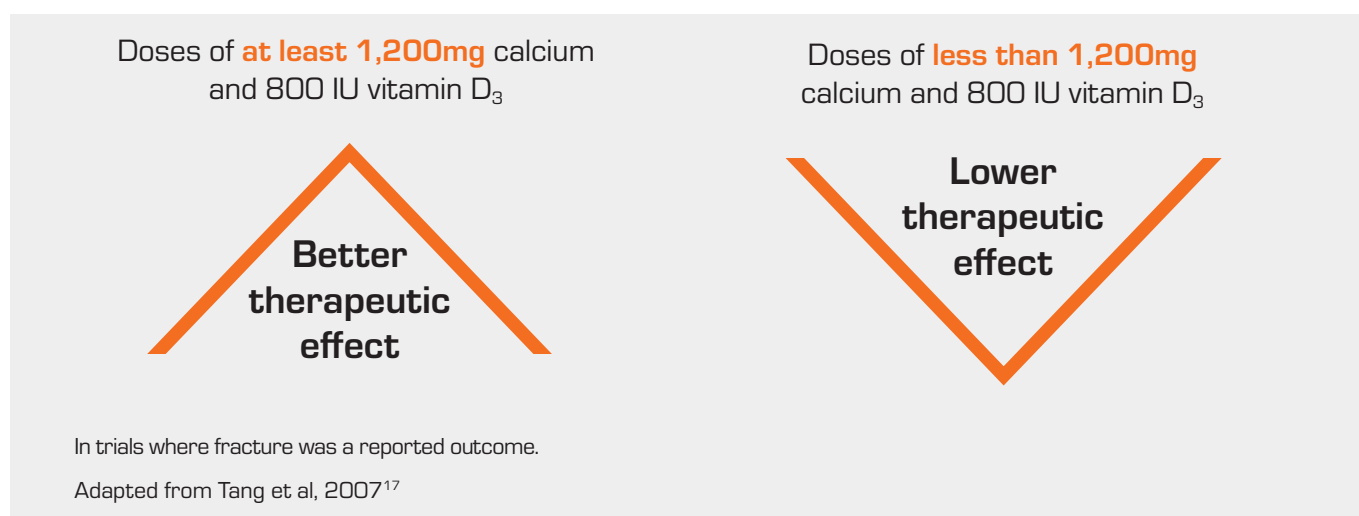 Doses of at least 1,200mg calcium
and 800 IU vitamin D₃
Better
therapeutic
effect
Doses of less than 1,200mg
calcium and 800 IU vitamin D₃
Lower
therapeutic
effect
In trials where fracture was a reported outcome.
Adapted from Tang et al, 2007¹⁷